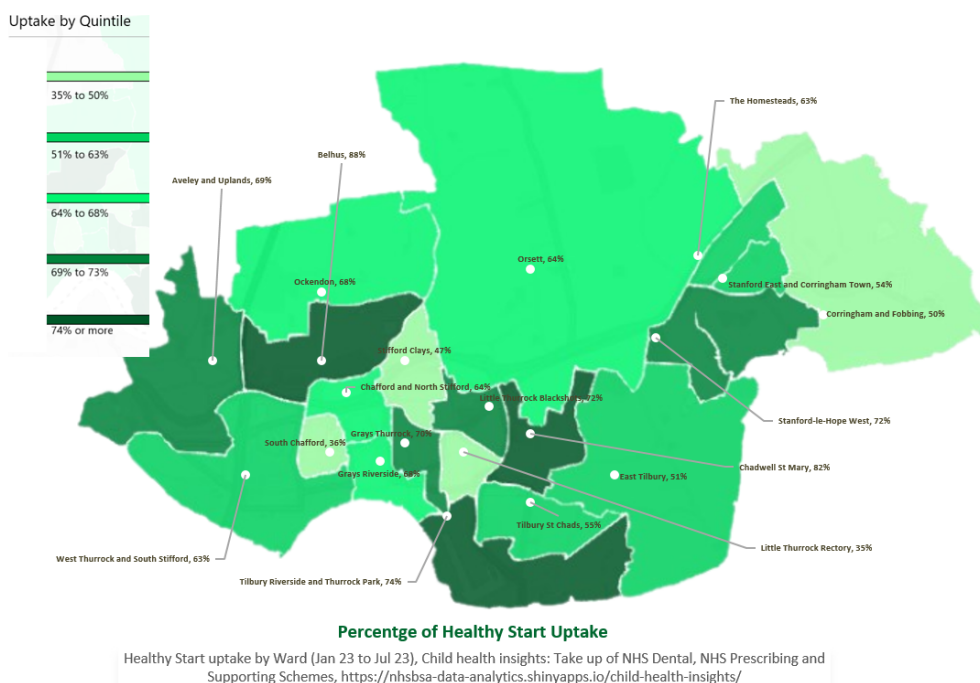 Uptake by Quintile
35% to 50%
51% to 63%
64% to 68%
69% to 73%
74% or more
The Homesteads, 63%
Belhus, 88%
Aveley and Uplands, 69%
Orsett, 64%
Ockendon, 68%
Stanford East and Corringham Town, 54%
Corringham and Fobbing, 50%
Stifford Clays, 47%
Chafford and North Stifford, 64%
Little Thurrock Blackshots, 72%
Stanford-le-Hope West, 72%
Grays Thurrock, 70%
South Chafford, 36%
Chadwell St Mary, 82%
Grays Riverside, 68%
East Tilbury, 51%
Tilbury St Chads, 55%
Little Thurrock Rectory, 35%
West Thurrock and South Stifford, 63%
Tilbury Riverside and Thurrock Park, 74%
Percentge of Healthy Start Uptake
Healthy Start uptake by Ward (Jan 23 to Jul 23), Child health insights: Take up of NHS Dental, NHS Prescribing and
Supporting Schemes, https://nhsbsa-data-analytics.shinyapps.io/child-health-insights/